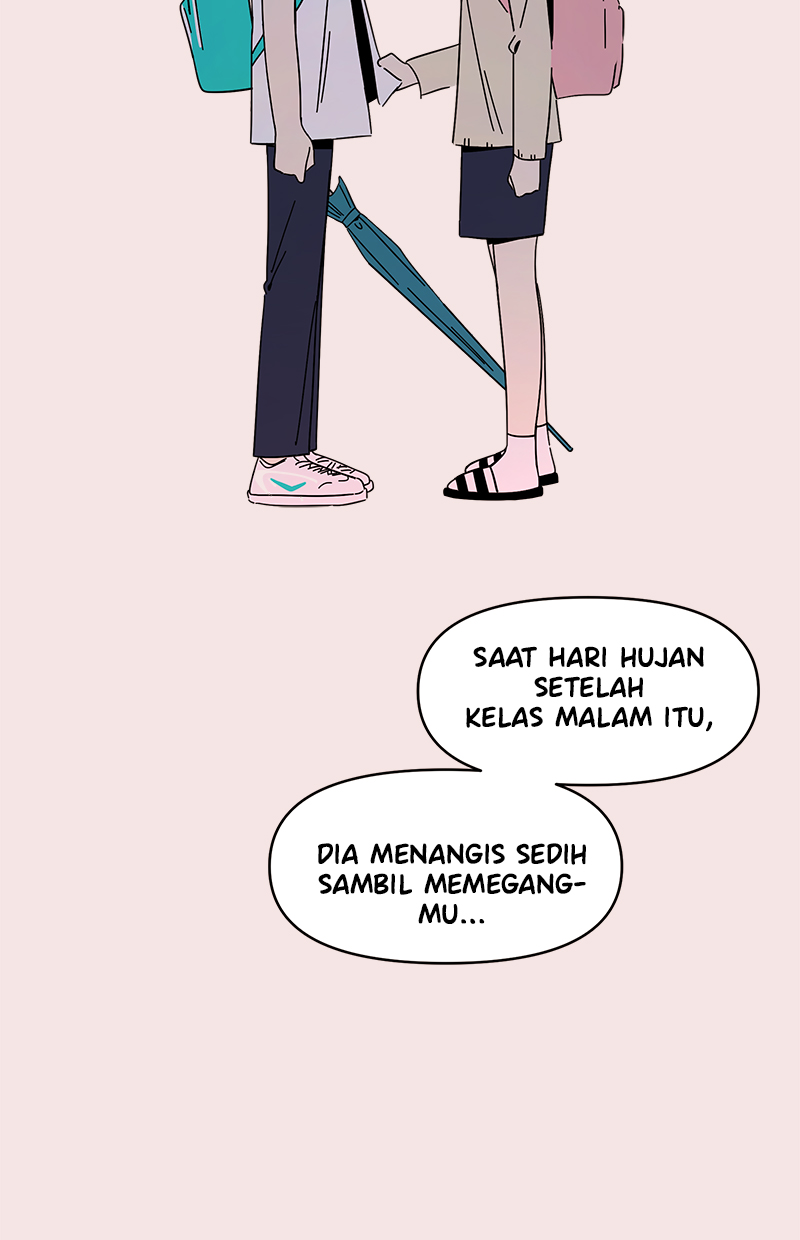 SAAT HARI HUJAN
SETELAH
KELAS MALAM ITU,
DIA MENANGIS SEDIH
SAMBIL MEMEGANG-
MU...